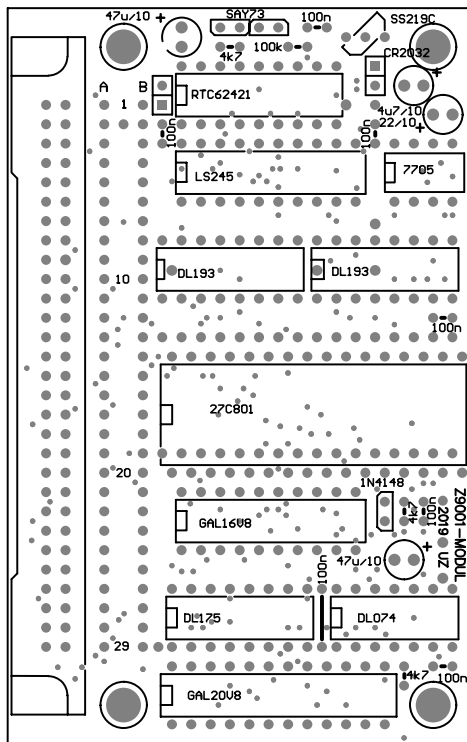 47u/10 +
SAY73
100n
SS219C
4k7
100k
CR2032
+
A
B
1
RTC62421
4u7/10
22/10 +
100n
100n
LS245
7705
10
DL193
DL193
100n
27C801
20
1N4148
GAL16V8
4k7
100n
Z9001-MODUL
2019 UZ
47u/10 +
100n
DL175
DL074
29
4k7
100n
GAL20V8